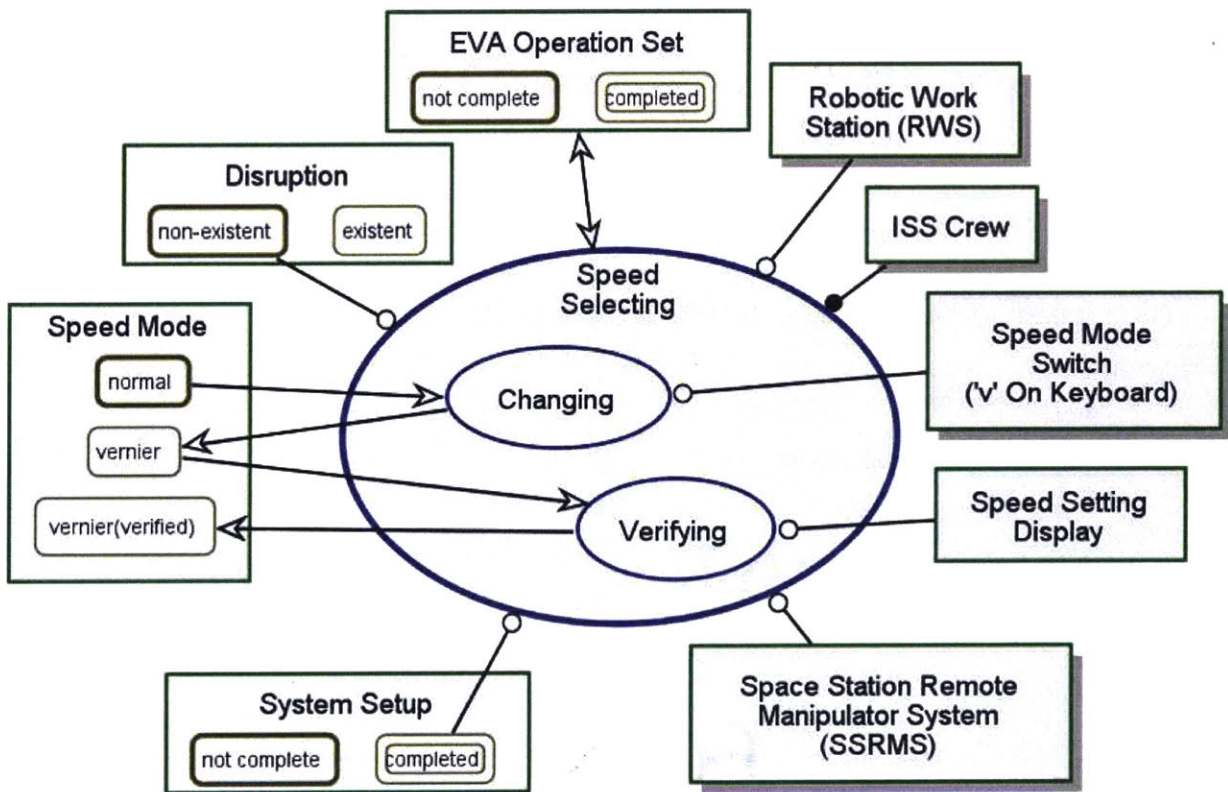 EVA Operation Set
not complete
completed
Robotic Work
Station (RWS)
Disruption
non-existent
existent
ISS Crew
Speed
Selecting
Speed Mode
normal
vernier
vernier(verified)
Changing
Speed Mode
Switch
('v' On Keyboard)
Verifying
Speed Setting
Display
System Setup
not complete
completed
Space Station Remote
Manipulator System
(SSRMS)